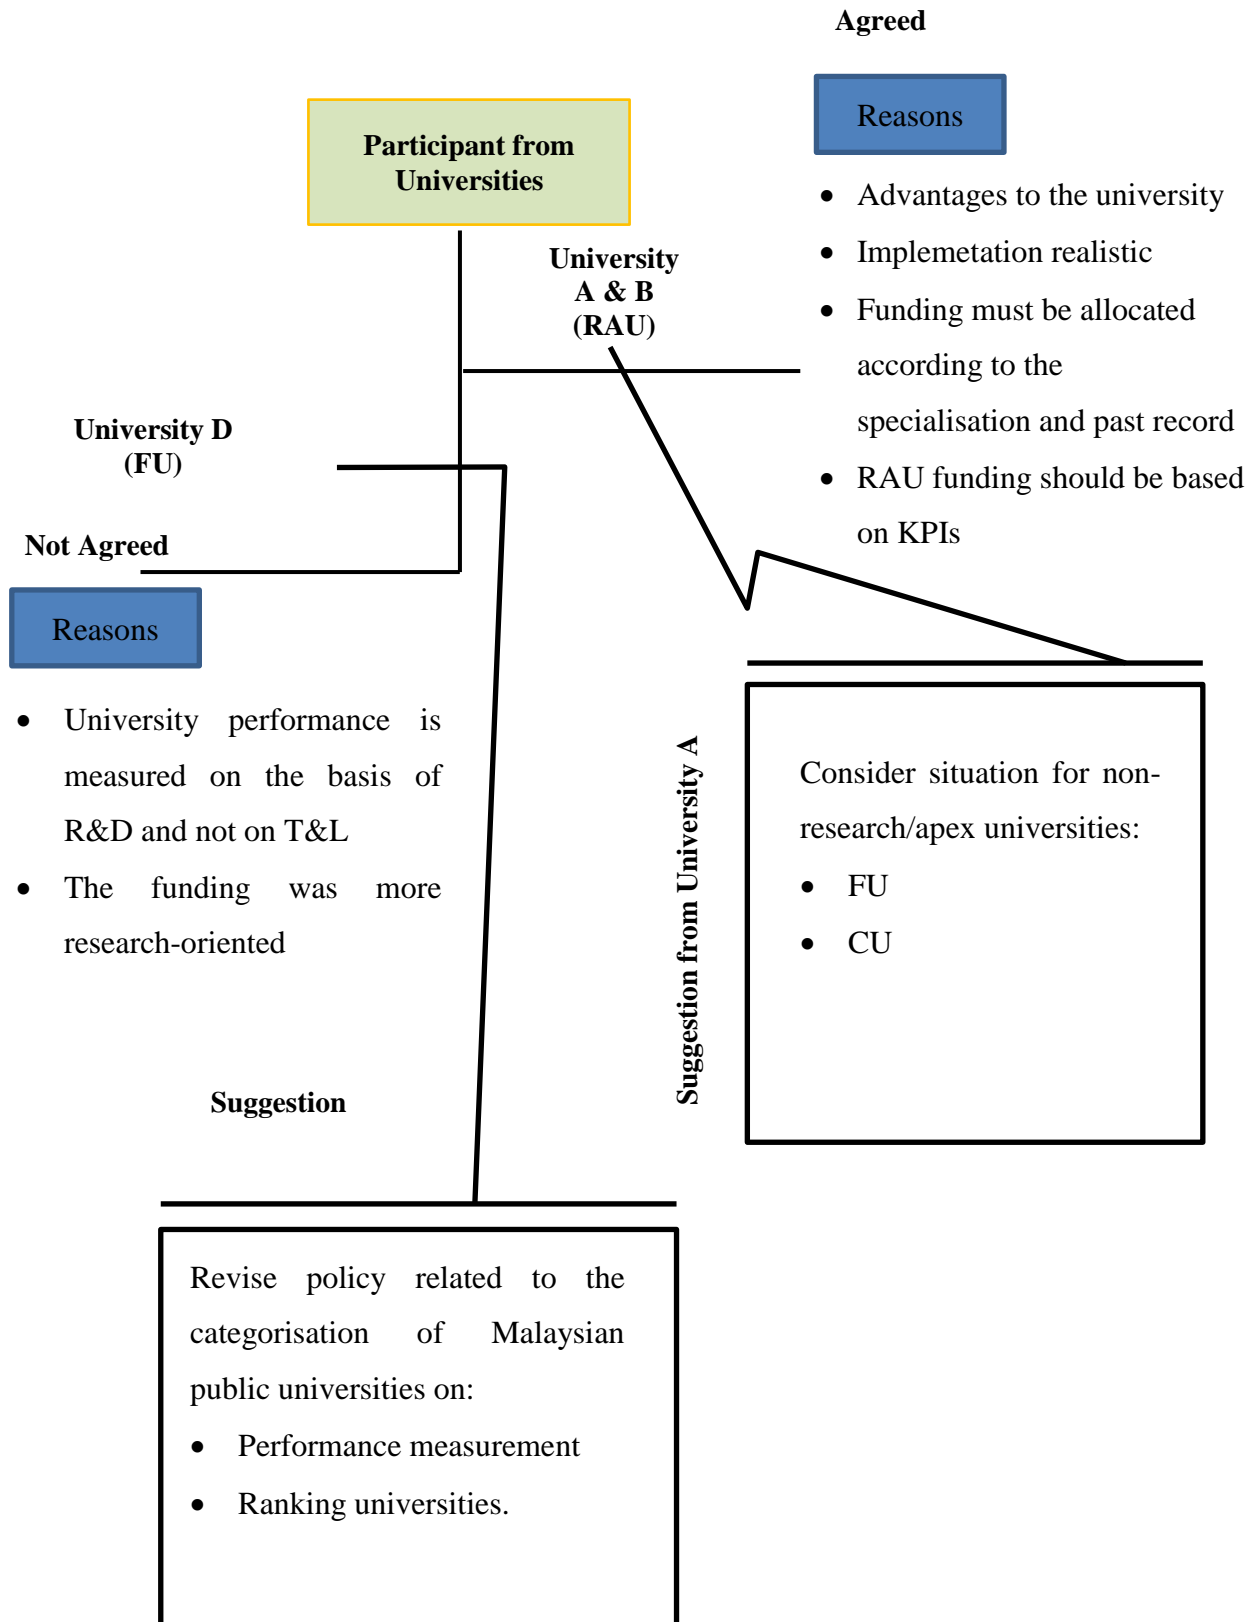 Agreed
Reasons
Participant from
Universities
• Advantages to the university
• Implemetation realistic
• Funding must be allocated
according to the
specialisation and past record
• RAU funding should be based
on KPIs
University
A & B
(RAU)
University D
(FU)
Not Agreed
Reasons
• University performance is
measured on the basis of
R&D and not on T&L
• The funding was more
research-oriented
Suggestion from University A
Consider situation for non-
research/apex universities:
• FU
• CU
Suggestion
Revise policy related to the
categorisation of Malaysian
public universities on:
• Performance measurement
• Ranking universities.